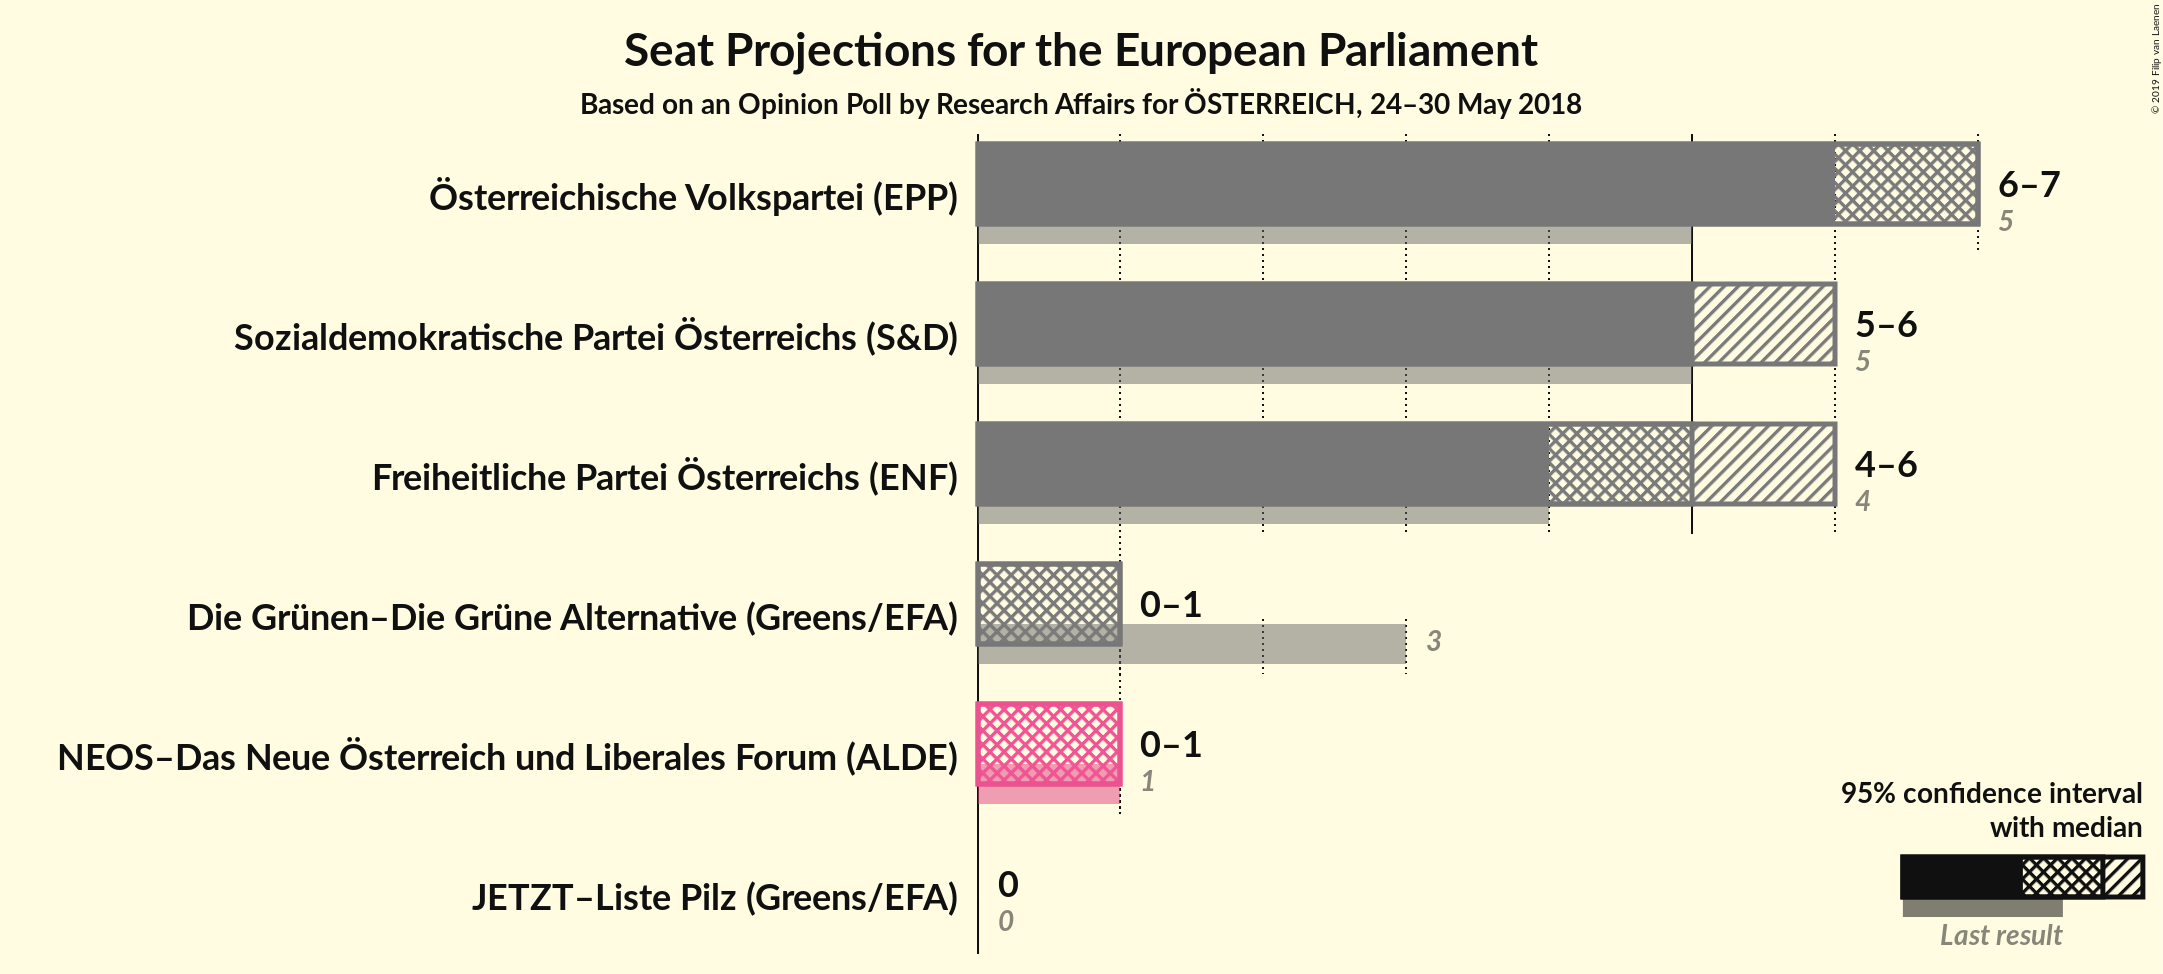 Seat Projections for the European Parliament
Based on an Opinion Poll by Research Affairs for ÖSTERREICH, 24–30 May 2018
© 2019 Filip van Laenen
Österreichische Volkspartei (EPP)
6–7
5
Sozialdemokratische Partei Österreichs (S&D)
5–6
5
Freiheitliche Partei Österreichs (ENF)
4–6
4
Die Grünen–Die Grüne Alternative (Greens/EFA)
0–1
3
NEOS–Das Neue Österreich und Liberales Forum (ALDE)
0–1
1
JETZT–Liste Pilz (Greens/EFA)
0
0
95% confidence interval
with median
Last result